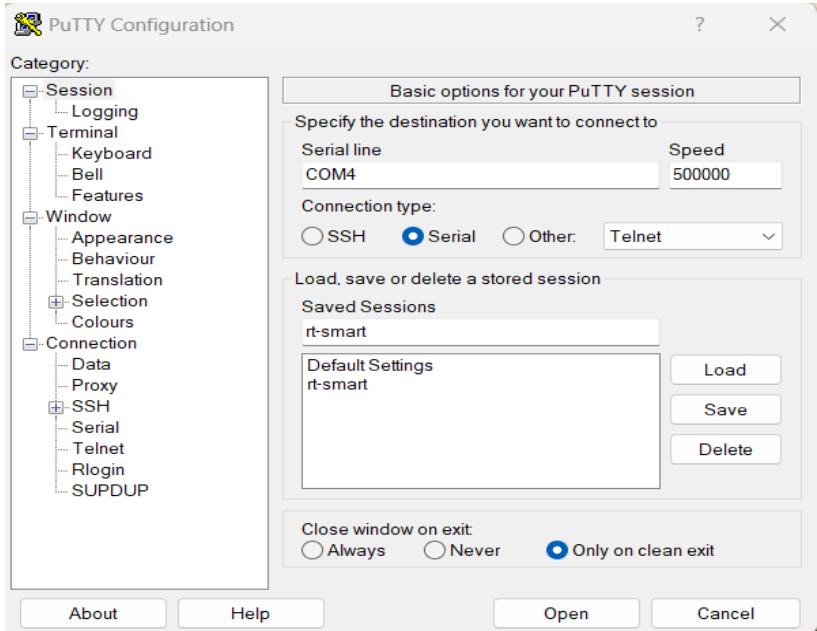 PuTTY Configuration
Category:
Session
Logging
Terminal
Keyboard
Bell
Features
Window
Appearance
Behaviour
Translation
Selection
Colours
Connection
Data
Proxy
SSH
Serial
Telnet
Rlogin
SUPDUP
Basic options for your PuTTY session
Specify the destination you want to connect to
Serial line Speed
COM4 500000
Connection type:
SSH Serial Other: Telnet
Load, save or delete a stored session
Saved Sessions
rt-smart
Default Settings
rt-smart
Load
Save
Delete
Close window on exit:
Always Never Only on clean exit
About Help Open Cancel